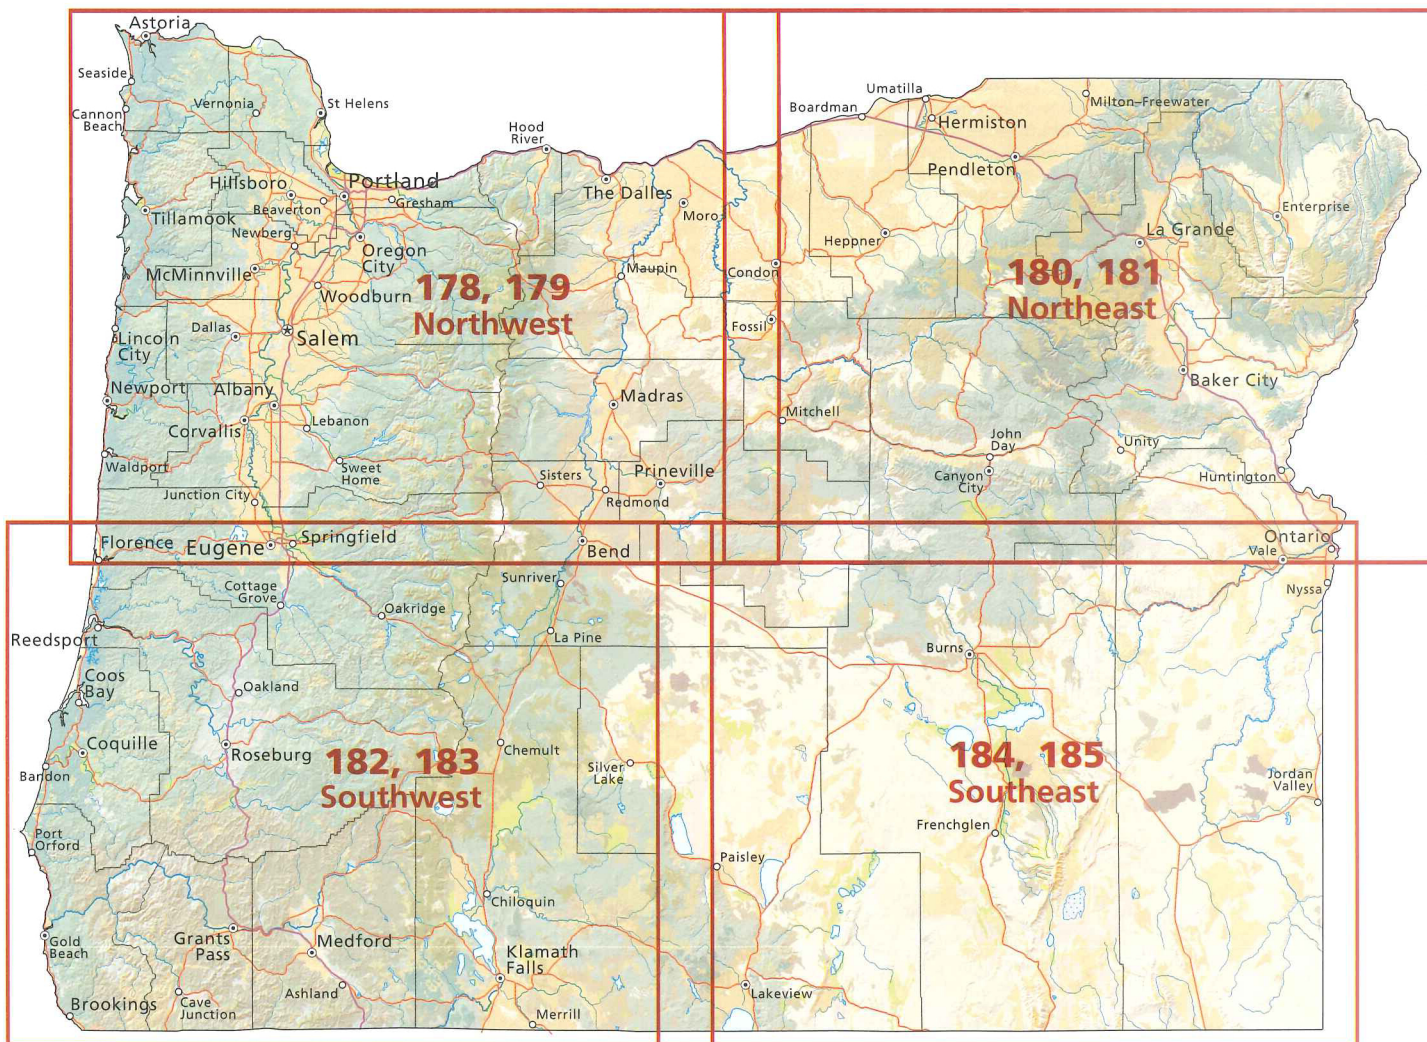 Astoria
Seaside
Cannon
Beach
Vernonia
St Helens
Hood
River
Boardman
Umatilla
Hermiston
Milton–Freewater
Pendleton
Hillsboro
Portland
Beaverton
Gresham
Tillamook
Newberg
Oregon
City
The Dalles
Moro
Heppner
La Grande
Enterprise
McMinnville
Woodburn
178, 179
Northwest
Maupin
Condon
180, 181
Northeast
Dallas
Salem
Fossil
Lincoln
City
Newport
Albany
Madras
Baker City
Corvallis
Lebanon
Mitchell
John
Day
Unity
Waldport
Sweet
Home
Sisters
Prineville
Canyon
City
Huntington
Junction City
Redmond
Florence
Eugene
Springfield
Bend
Ontario
Vale
Cottage
Grove
Sunriver
Nyssa
Oakridge
Reedsport
La Pine
Burns
Coos
Bay
Oakland
Coquille
Roseburg
182, 183
Southwest
Chemult
Silver
Lake
184, 185
Southeast
Bandon
Jordan
Valley
Port
Orford
Frenchglen
Paisley
Chiloquin
Gold
Beach
Grants
Pass
Medford
Klamath
Falls
Brookings
Cave
Junction
Ashland
Merrill
Lakeview